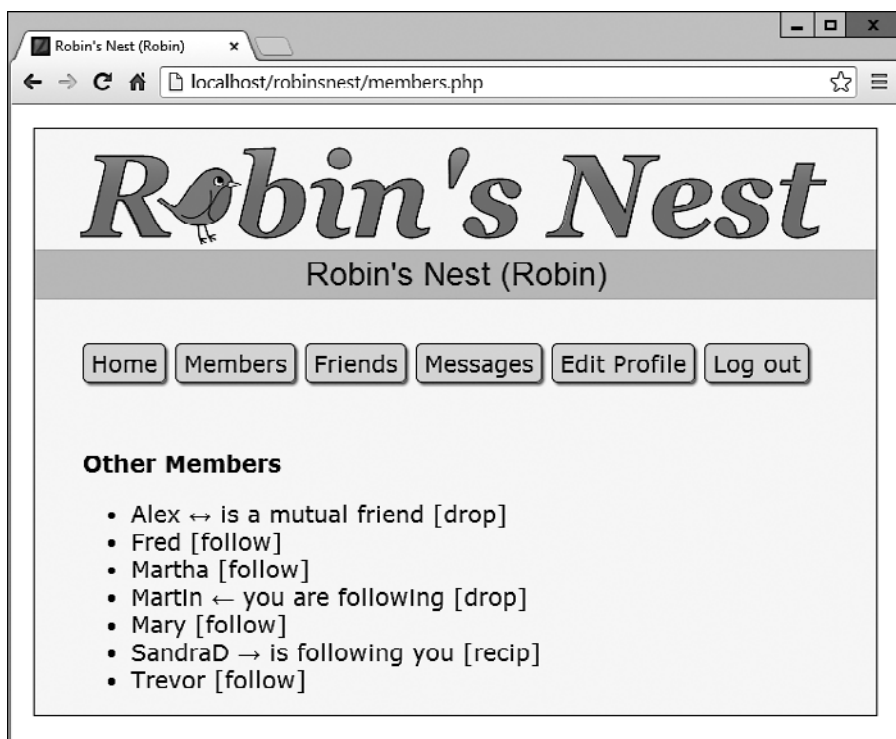 Robin's Nest (Robin)
localhost/robinsnest/members.php
Robin's Nest
Robin's Nest (Robin)
Home Members Friends Messages Edit Profile Log out
Other Members
• Alex ↔ is a mutual friend [drop]
• Fred [follow]
• Martha [follow]
• Martin ← you are following [drop]
• Mary [follow]
• SandraD → is following you [recip]
• Trevor [follow]